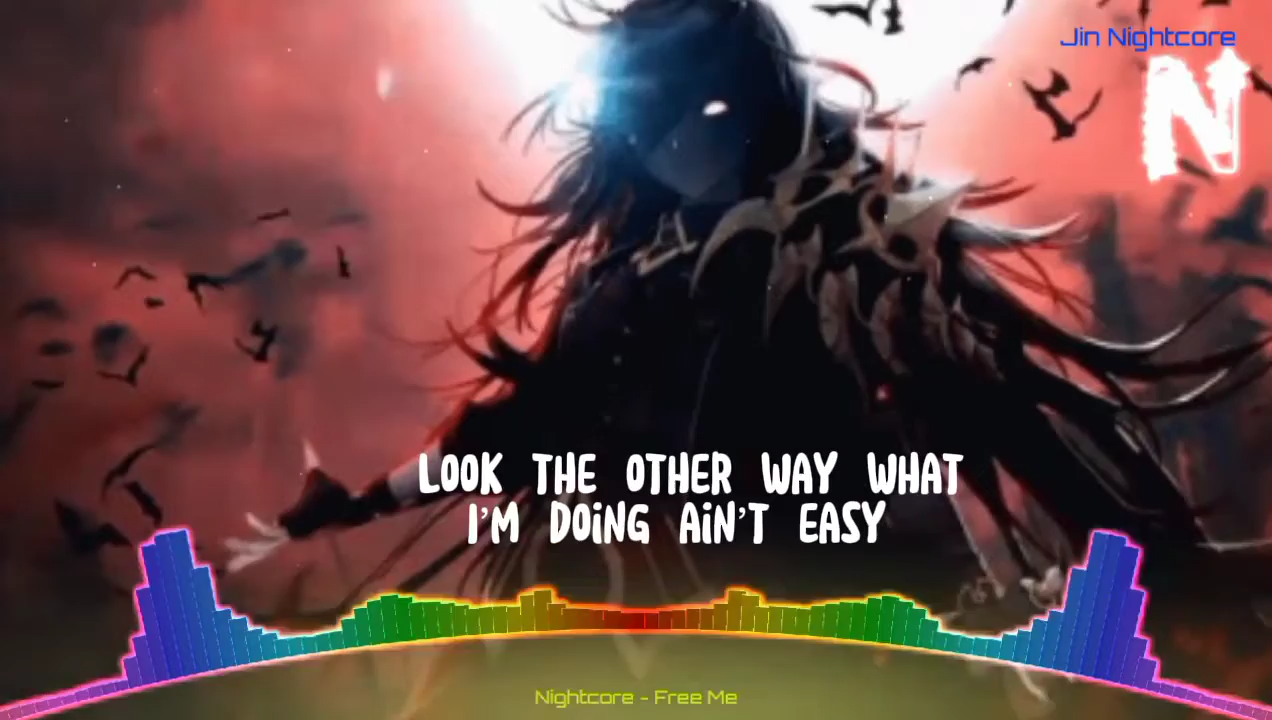 Jin Nightcore
N
LOOK THE OTHER WAY WHAT
I'M DOING AIN'T EASY
Nightcore - Free Me